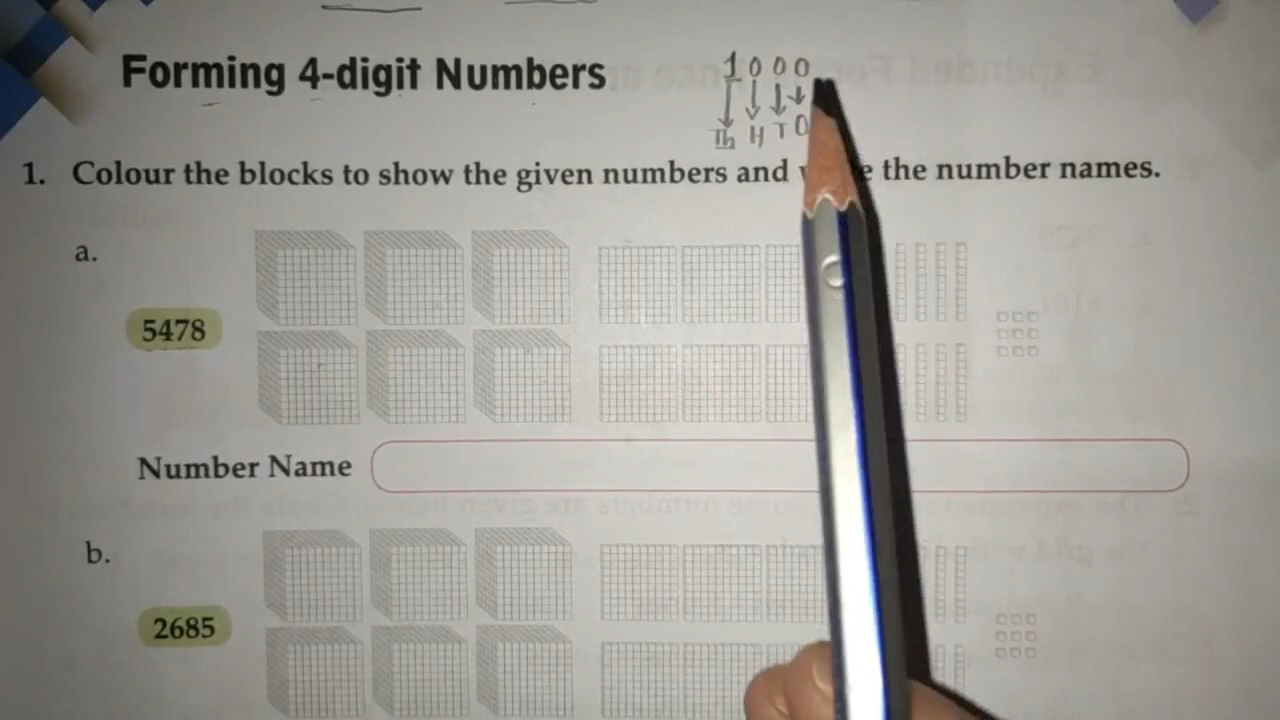 Forming 4-digit Numbers
1000
Th H T O
1. Colour the blocks to show the given numbers and the number names.
a.
5478
Number Name
b.
2685